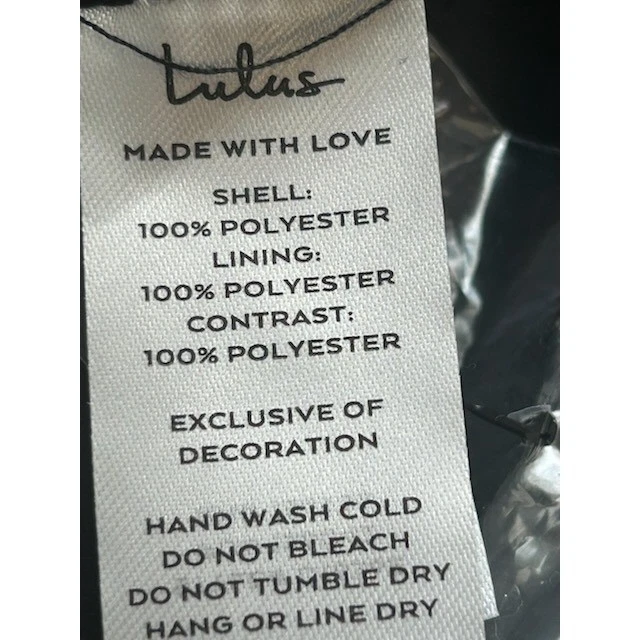 Lulus
MADE WITH LOVE
SHELL:
100% POLYESTER
LINING:
100% POLYESTER
CONTRAST:
100% POLYESTER
EXCLUSIVE OF
DECORATION
HAND WASH COLD
DO NOT BLEACH
DO NOT TUMBLE DRY
HANG OR LINE DRY